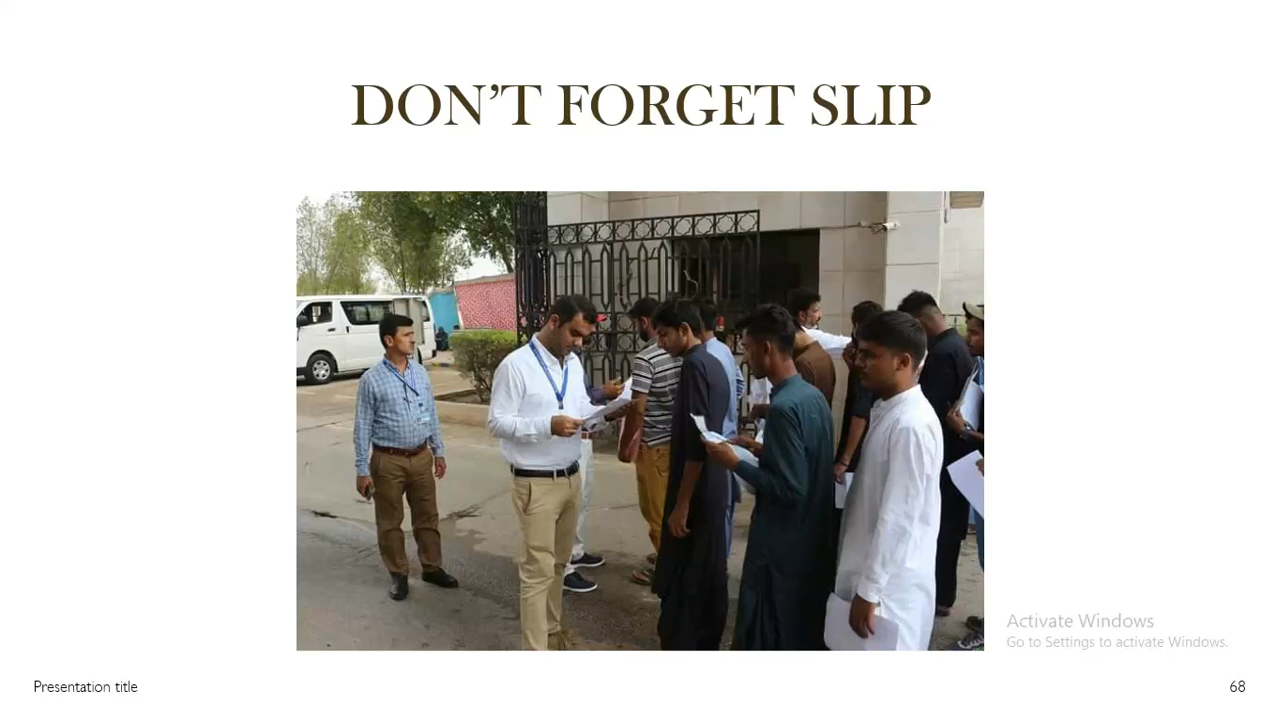 DON'T FORGET SLIP
Activate Windows
Go to Settings to activate Windows.
Presentation title
68